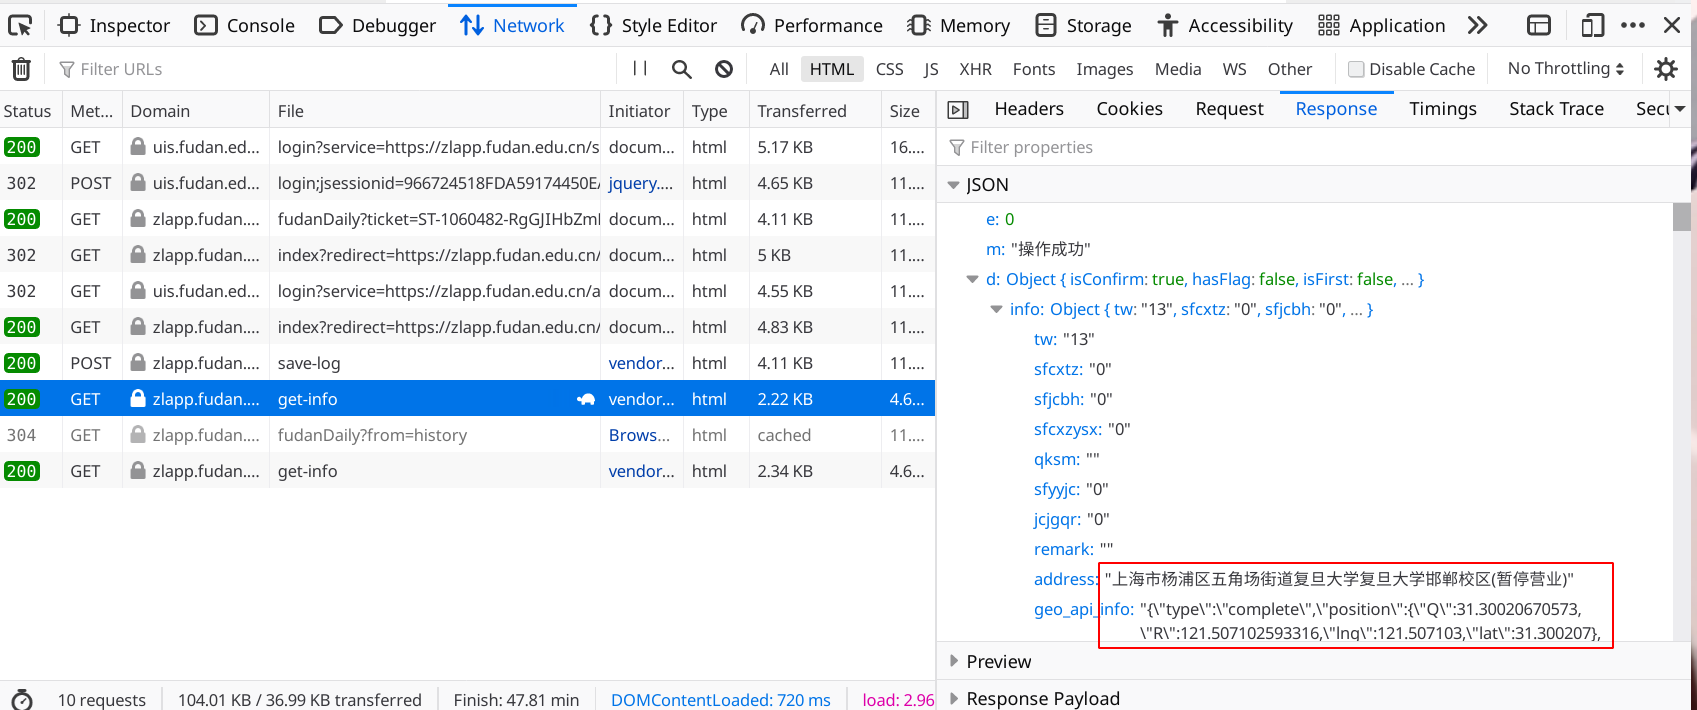 Inspector Console Debugger Network Style Editor Performance Memory Storage Accessibility Application
Filter URLs All HTML CSS JS XHR Fonts Images Media WS Other Disable Cache No Throttling
Status Met... Domain File Initiator Type Transferred Size
200 GET uis.fudan.ed... login?service=https://zlapp.fudan.edu.cn/s docum... html 5.17 KB 16....
302 POST uis.fudan.ed... login;jsessionid=966724518FDA59174450E jquery.... html 4.65 KB 11....
200 GET zlapp.fudan.... fudanDaily?ticket=ST-1060482-RgGJIHbZm docum... html 4.11 KB 11....
302 GET zlapp.fudan.... index?redirect=https://zlapp.fudan.edu.cn/ docum... html 5 KB 11....
302 GET uis.fudan.ed... login?service=https://zlapp.fudan.edu.cn/a docum... html 4.55 KB 11....
200 GET zlapp.fudan.... index?redirect=https://zlapp.fudan.edu.cn/ docum... html 4.83 KB 11....
200 POST zlapp.fudan.... save-log vendor... html 4.11 KB 11....
200 GET zlapp.fudan.... get-info vendor... html 2.22 KB 4.6...
304 GET zlapp.fudan.... fudanDaily?from=history Brows... html cached 11....
200 GET zlapp.fudan.... get-info vendor... html 2.34 KB 4.6...
10 requests 104.01 KB / 36.99 KB transferred Finish: 47.81 min DOMContentLoaded: 720 ms load: 2.96
Headers Cookies Request Response Timings Stack Trace Secu
Filter properties
JSON
e: 0
m: "操作成功"
d: Object { isConfirm: true, hasFlag: false, isFirst: false, ... }
info: Object { tw: "13", sfcxtz: "0", sfjcbh: "0", ... }
tw: "13"
sfcxtz: "0"
sfjcbh: "0"
sfcxzysx: "0"
qksm: ""
sfyyjc: "0"
jcjgqr: "0"
remark: ""
address: "上海市杨浦区五角场街道复旦大学复旦大学邯郸校区(暂停营业)"
geo_api_info: "{\"type\":\"complete\",\"position\":{\"Q\":31.30020670573,
\"R\":121.507102593316,\"lng\":121.507103,\"lat\":31.300207},
Preview
Response Payload